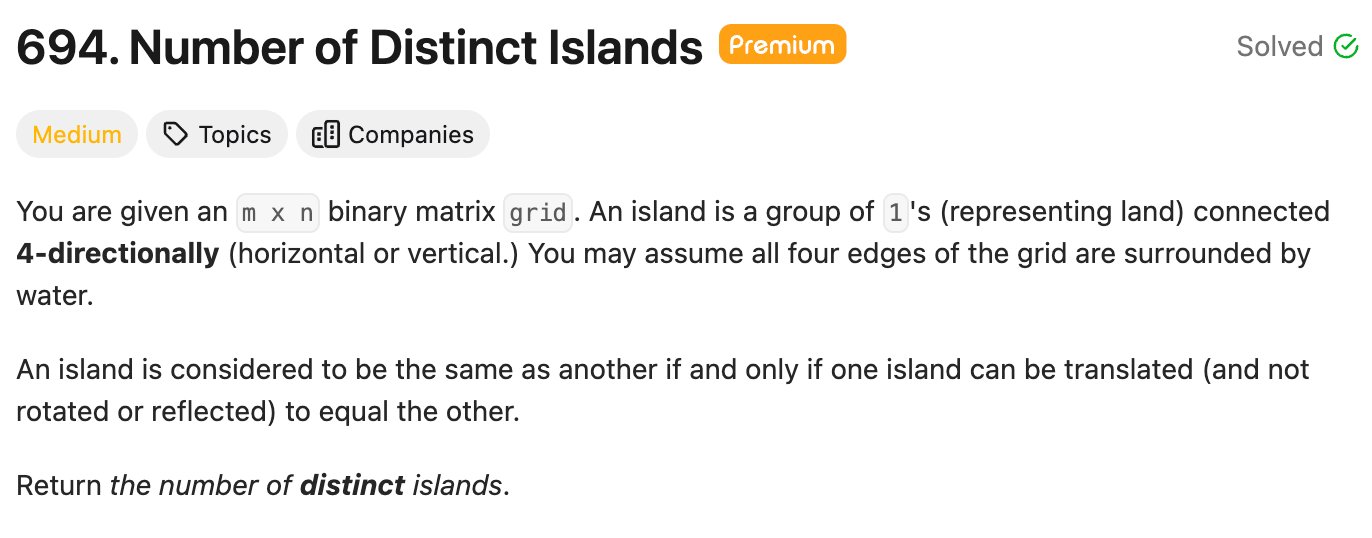 694. Number of Distinct Islands Premium Solved
Medium Topics Companies
You are given an m x n binary matrix grid. An island is a group of 1's (representing land) connected
4-directionally (horizontal or vertical.) You may assume all four edges of the grid are surrounded by
water.
An island is considered to be the same as another if and only if one island can be translated (and not
rotated or reflected) to equal the other.
Return the number of distinct islands.